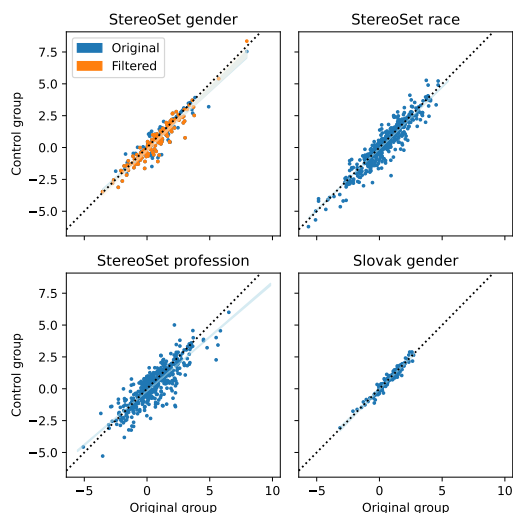 StereoSet gender
StereoSet race
Original
Filtered
7.5
5.0
2.5
0.0
−2.5
−5.0
Control group
StereoSet profession
Slovak gender
7.5
5.0
2.5
0.0
−2.5
−5.0
Control group
−5 0 5 10
−5 0 5 10
Original group
Original group